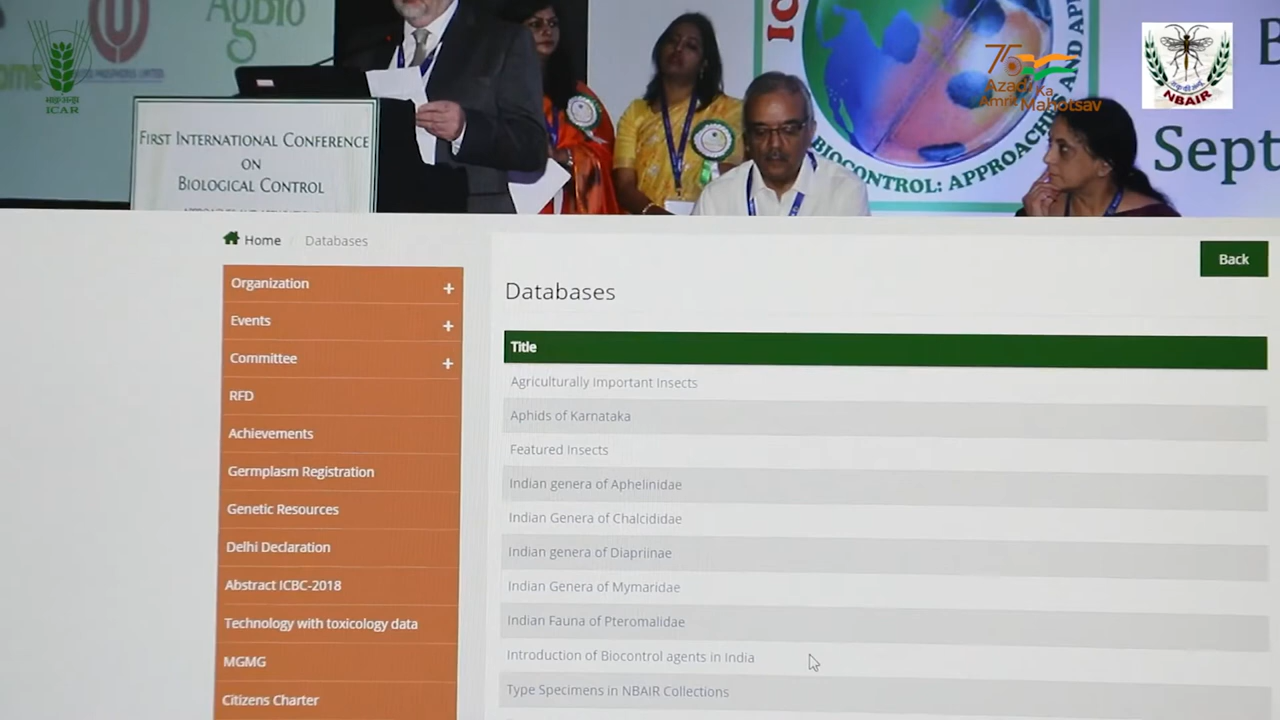 AgBio
भाकृअनुप
ICAR
FIRST INTERNATIONAL CONFERENCE
ON
BIOLOGICAL CONTROL
BIOCONTROL: APPROACHES AND
75
Azadi Ka
Amrit Mahotsav
NBAIR
Sept
Home / Databases
Back
Organization +
Events +
Committee +
RFD
Achievements
Germplasm Registration
Genetic Resources
Delhi Declaration
Abstract ICBC-2018
Technology with toxicology data
MGMG
Citizens Charter
Databases
Title
Agriculturally Important Insects
Aphids of Karnataka
Featured Insects
Indian genera of Aphelinidae
Indian Genera of Chalcididae
Indian genera of Diapriinae
Indian Genera of Mymaridae
Indian Fauna of Pteromalidae
Introduction of Biocontrol agents in India
Type Specimens in NBAIR Collections